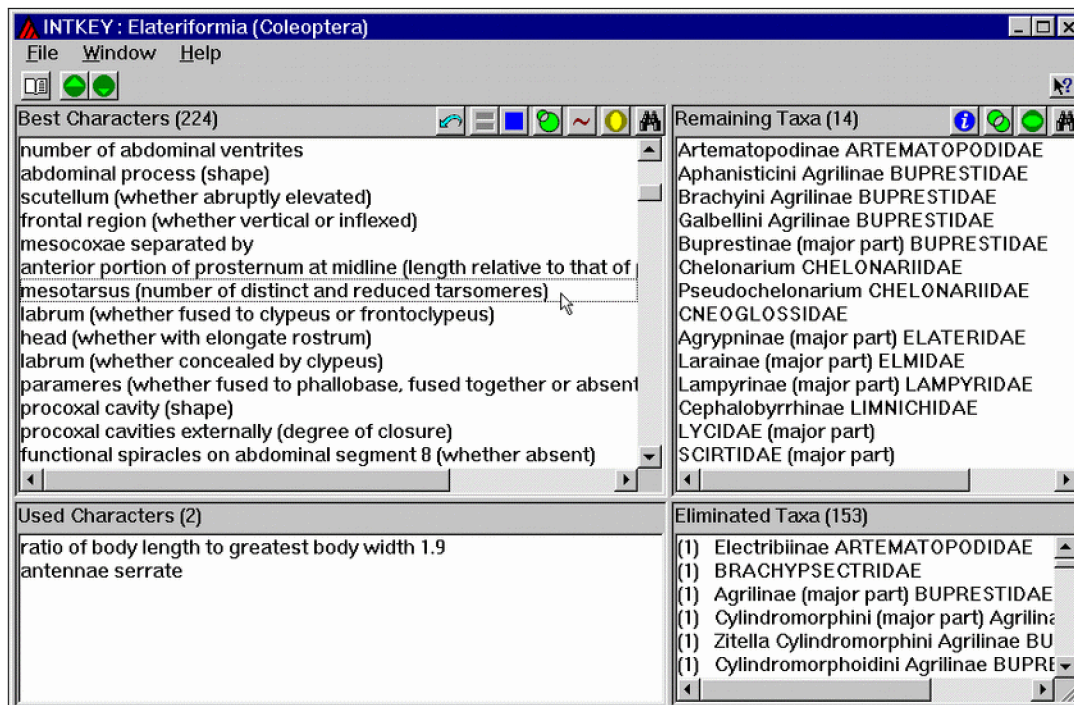 INTKEY : Elateriformia (Coleoptera)
File Window Help
Best Characters (224)
number of abdominal ventrites
abdominal process (shape)
scutellum (whether abruptly elevated)
frontal region (whether vertical or inflexed)
mesocoxae separated by
anterior portion of prosternum at midline (length relative to that of
mesotarsus (number of distinct and reduced tarsomeres)
labrum (whether fused to clypeus or frontoclypeus)
head (whether with elongate rostrum)
labrum (whether concealed by clypeus)
parameres (whether fused to phallobase, fused together or absent
procoxal cavity (shape)
procoxal cavities externally (degree of closure)
functional spiracles on abdominal segment 8 (whether absent)
Remaining Taxa (14)
Artematopodinae ARTEMATOPODIDAE
Aphanisticini Agrilinae BUPRESTIDAE
Brachyini Agrilinae BUPRESTIDAE
Galbellini Agrilinae BUPRESTIDAE
Buprestinae (major part) BUPRESTIDAE
Chelonarium CHELONARIIDAE
Pseudochelonarium CHELONARIIDAE
CNEOGLOSSIDAE
Agrypninae (major part) ELATERIDAE
Larainae (major part) ELMIDAE
Lampyrinae (major part) LAMPYRIDAE
Cephalobyrrhinae LIMNICHIDAE
LYCIDAE (major part)
SCIRTIDAE (major part)
Used Characters (2)
ratio of body length to greatest body width 1.9
antennae serrate
Eliminated Taxa (153)
(1) Electribiinae ARTEMATOPODIDAE
(1) BRACHYPSECTRIDAE
(1) Agrilinae (major part) BUPRESTIDAE
(1) Cylindromorphini (major part) Agrilina
(1) Zitella Cylindromorphini Agrilinae BU
(1) Cylindromorphoidini Agrilinae BUPRE